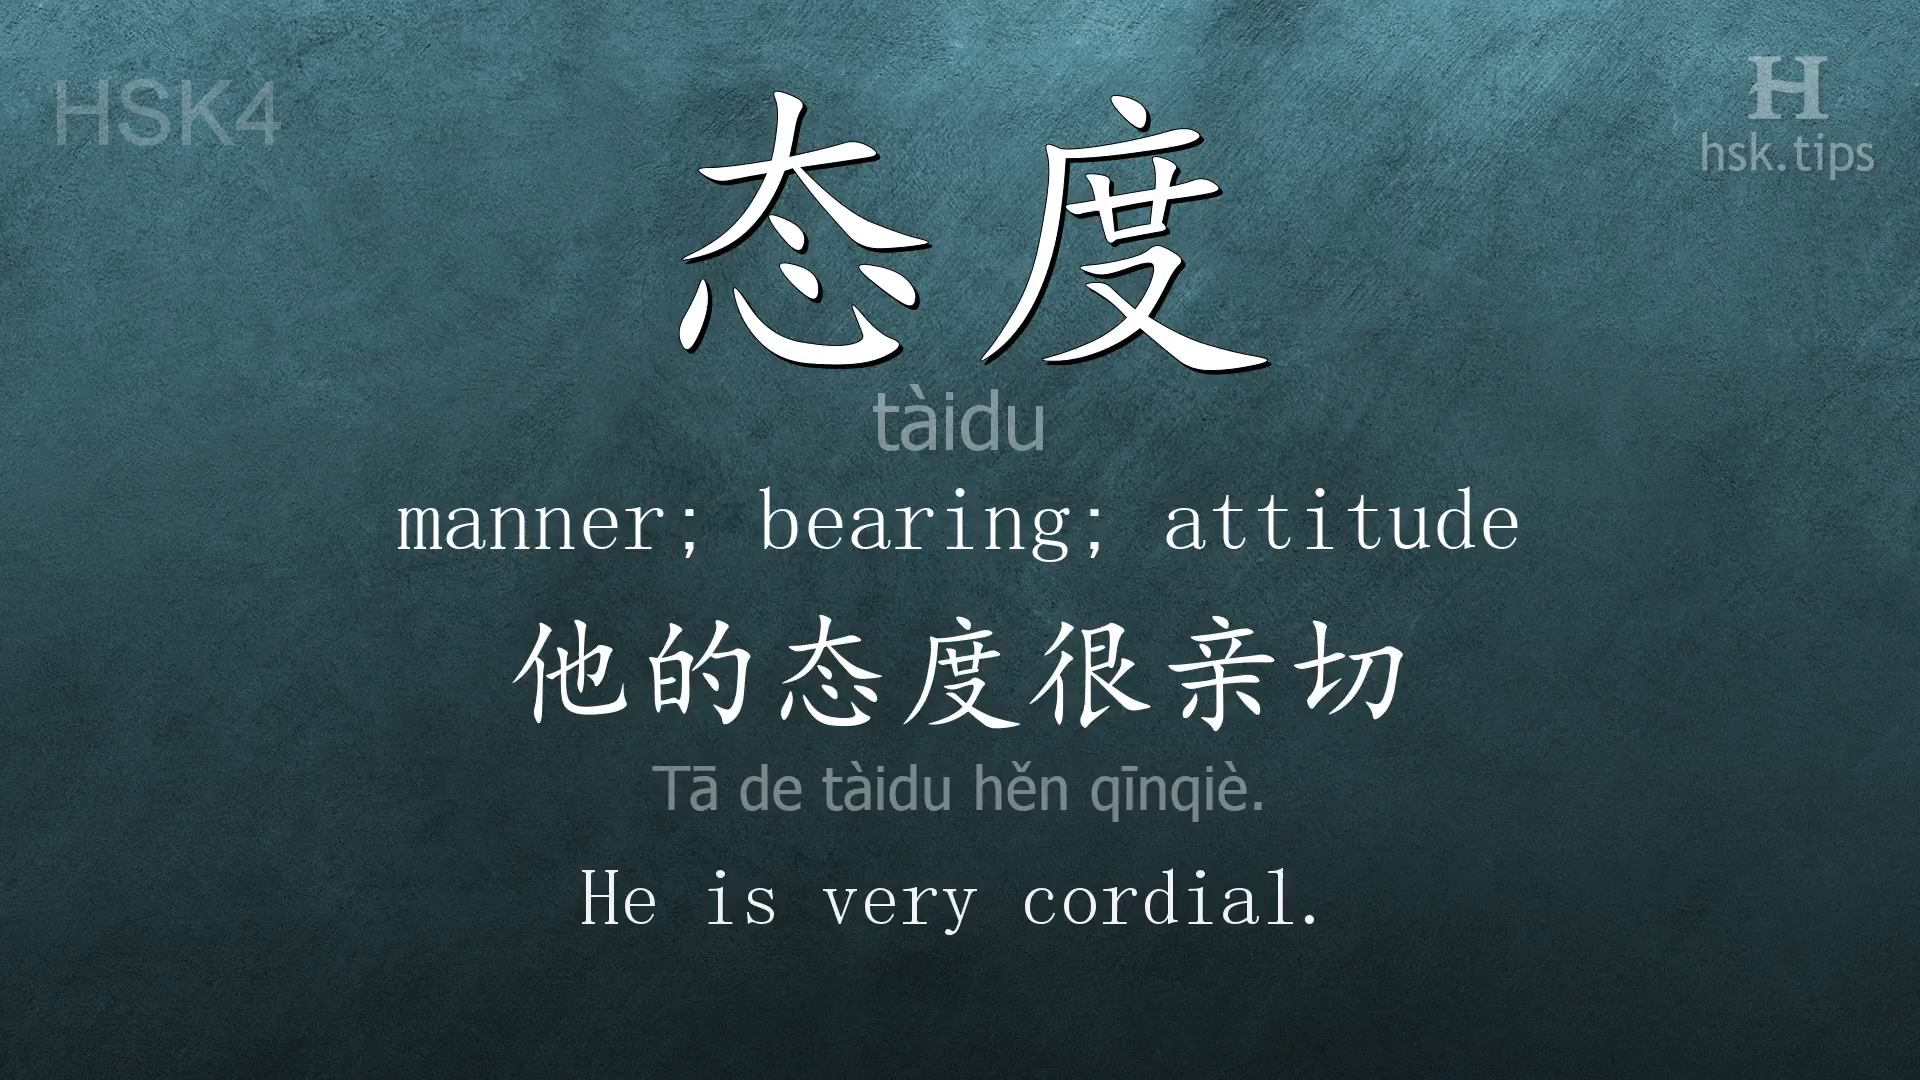 HSK4
H
hsk.tips
态度
tàidu
manner; bearing; attitude
他的态度很亲切
Tā de tàidu hěn qīnqiè.
He is very cordial.